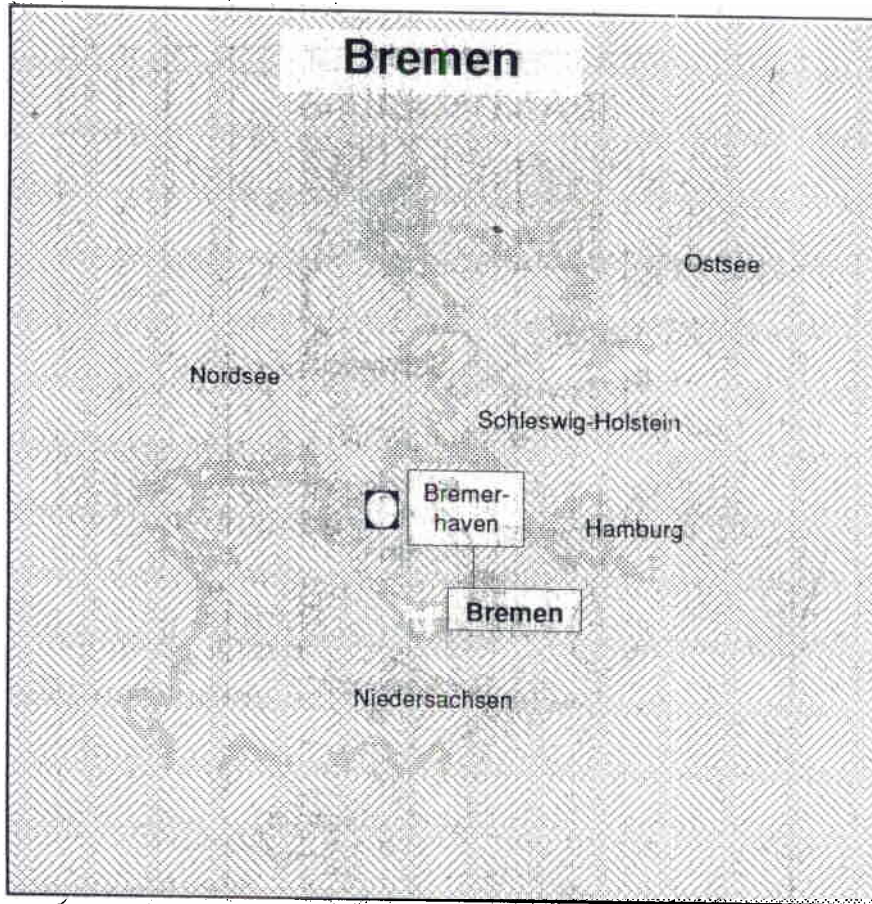 Bremen
Ostsee
Nordsee
Schleswig-Holstein
Bremer-
haven
Hamburg
Bremen
Niedersachsen